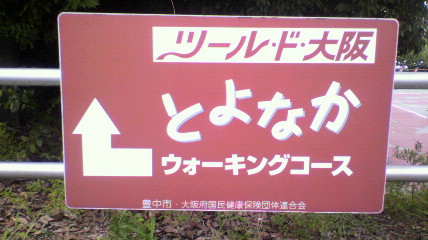 ツール・ド・大阪
とよなか
ウォーキングコース
豊中市・大阪府国民健康保険団体連合会